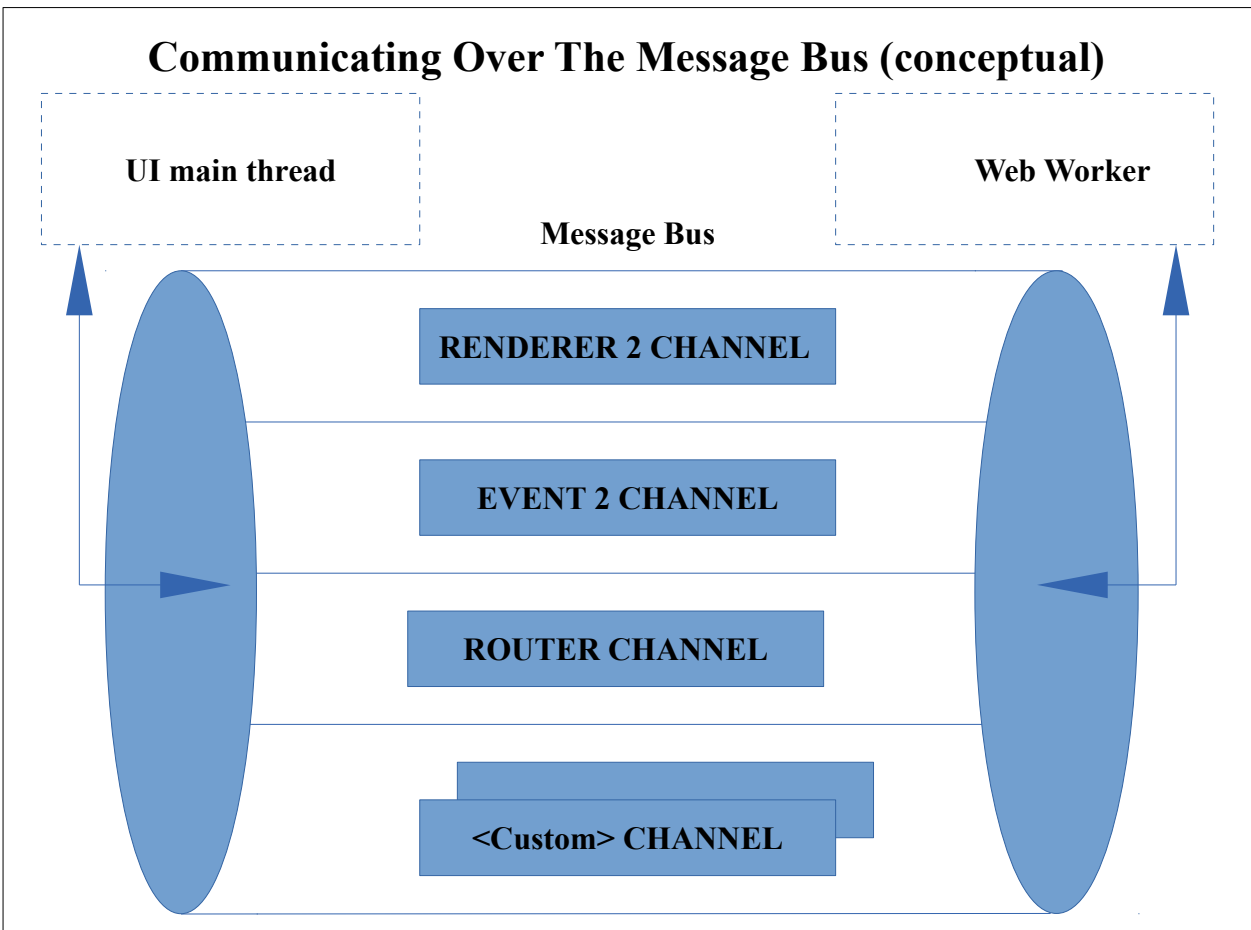 Communicating Over The Message Bus (conceptual)
UI main thread
Web Worker
Message Bus
RENDERER 2 CHANNEL
EVENT 2 CHANNEL
ROUTER CHANNEL
<Custom> CHANNEL